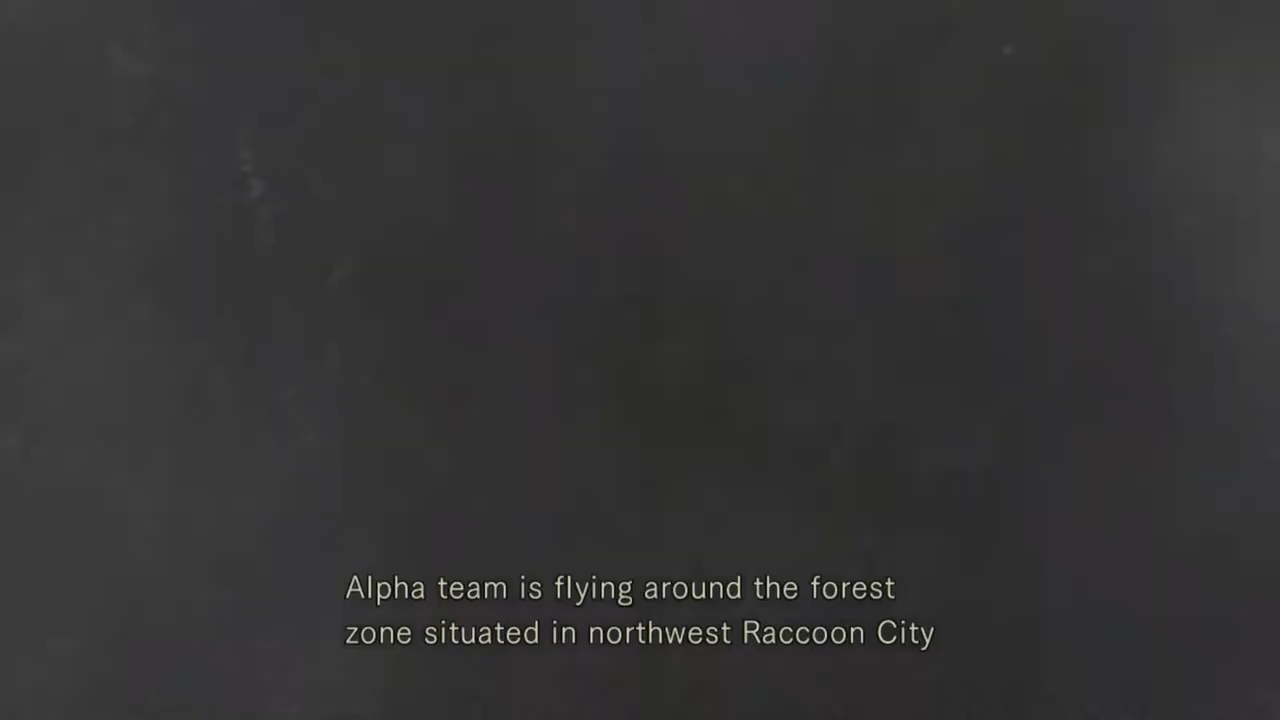 Alpha team is flying around the forest
zone situated in northwest Raccoon City